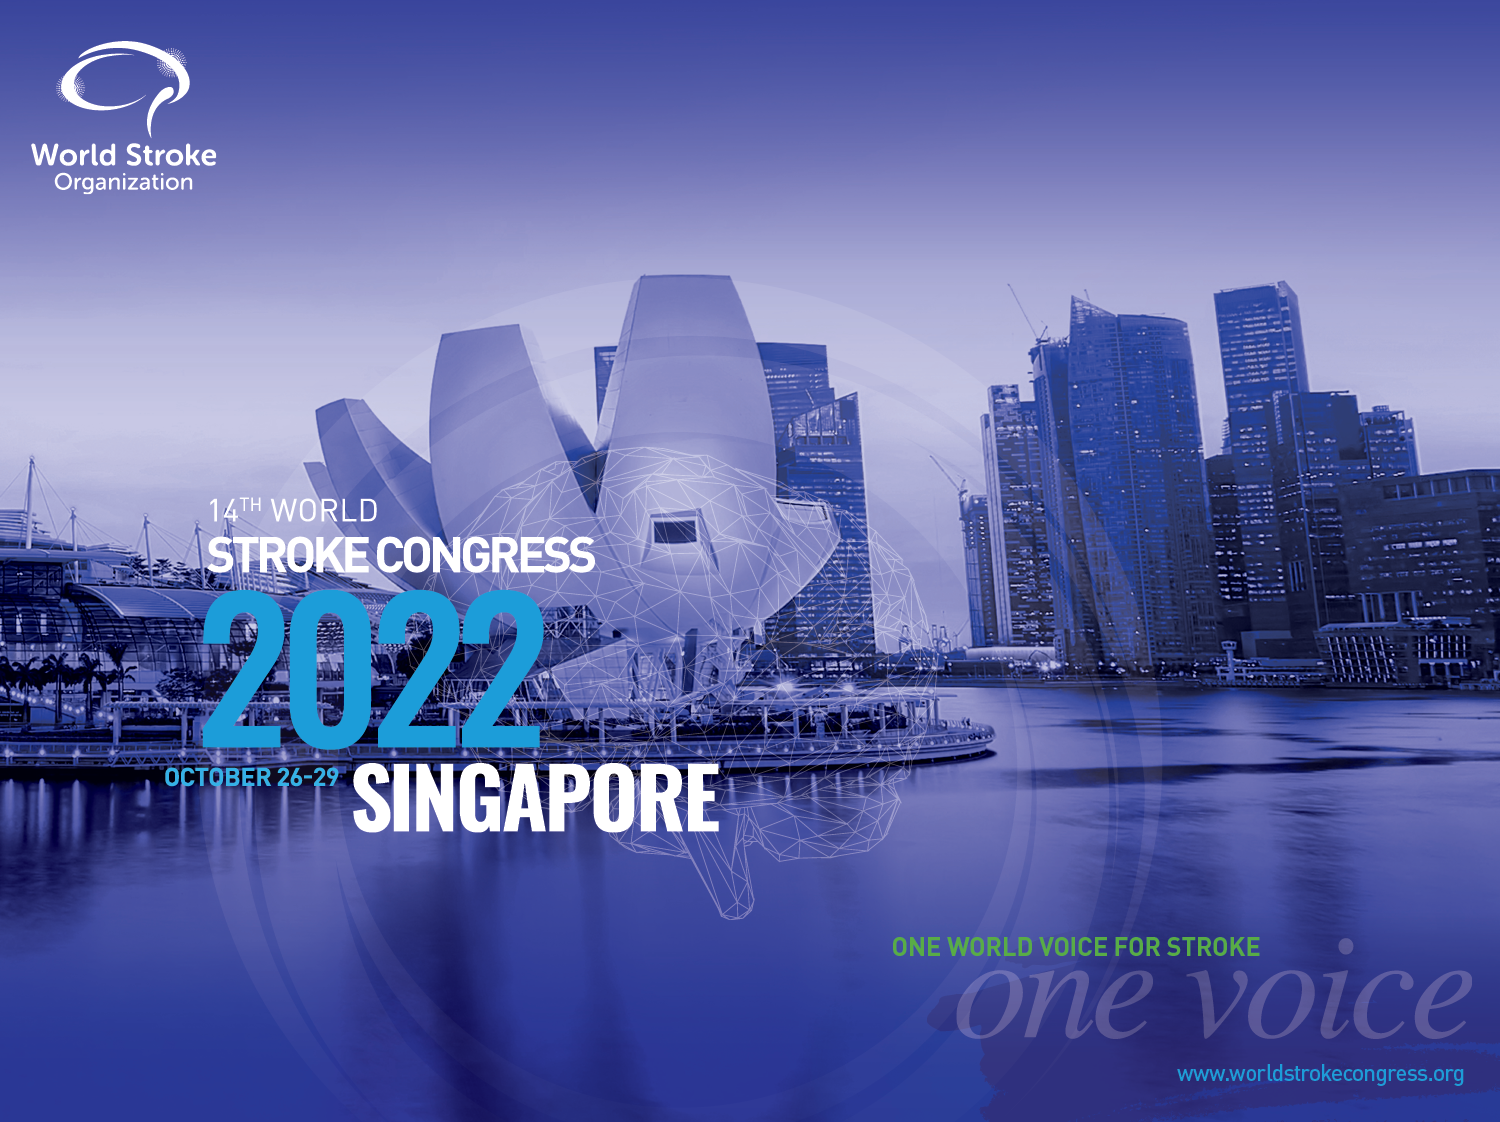 World Stroke
Organization
14TH WORLD
STROKE CONGRESS
2022
OCTOBER 26-29
SINGAPORE
ONE WORLD VOICE FOR STROKE
one voice
www.worldstrokecongress.org